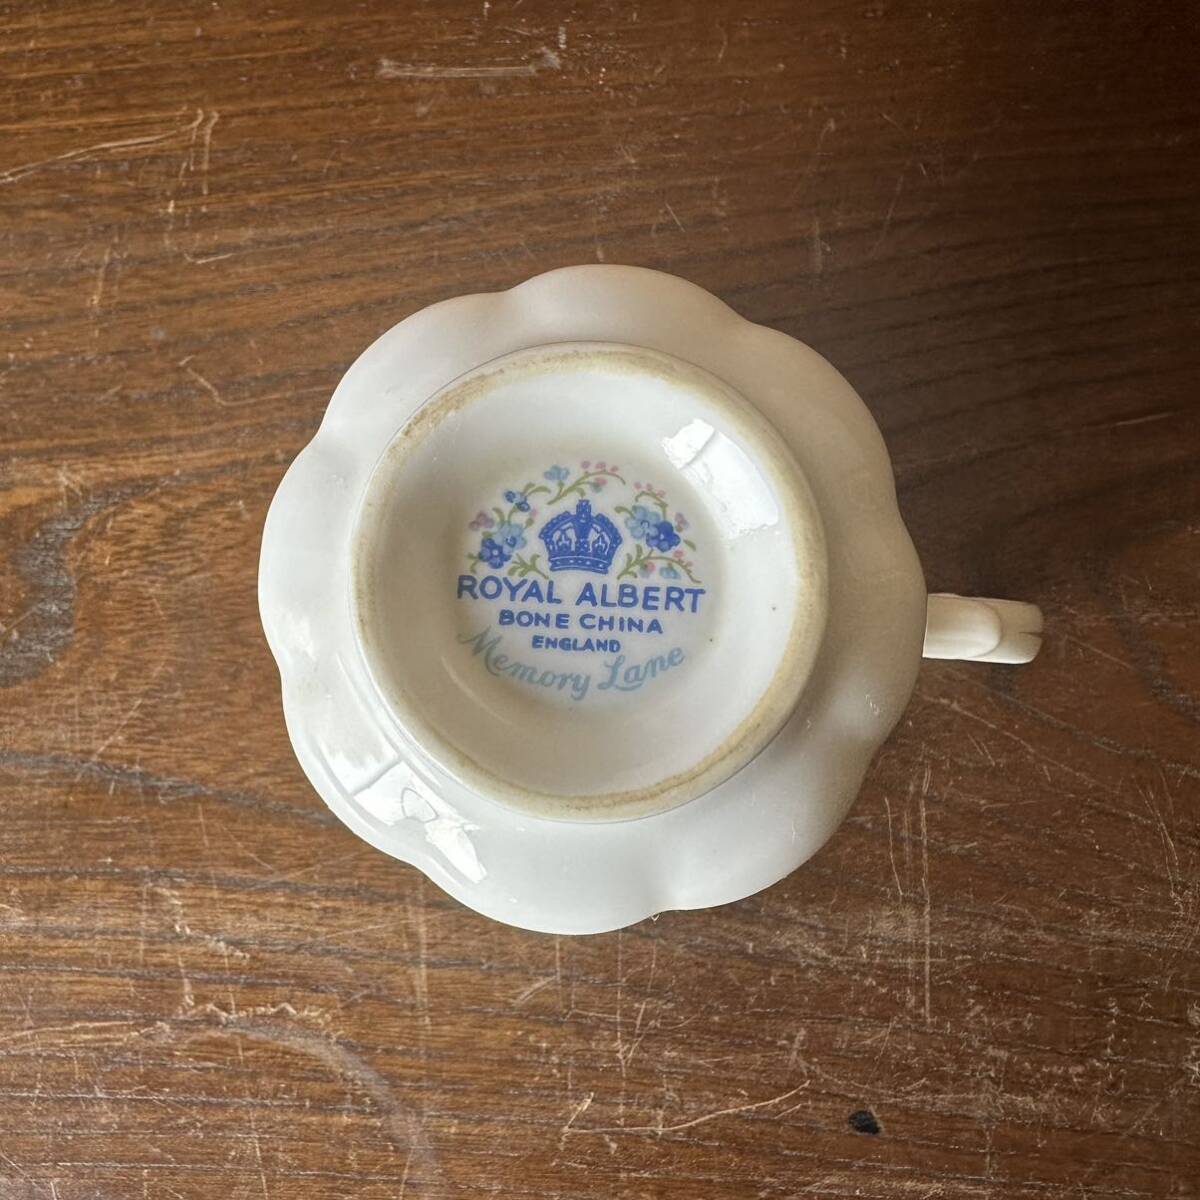 ROYAL ALBERT
BONE CHINA
ENGLAND
Memory Lane